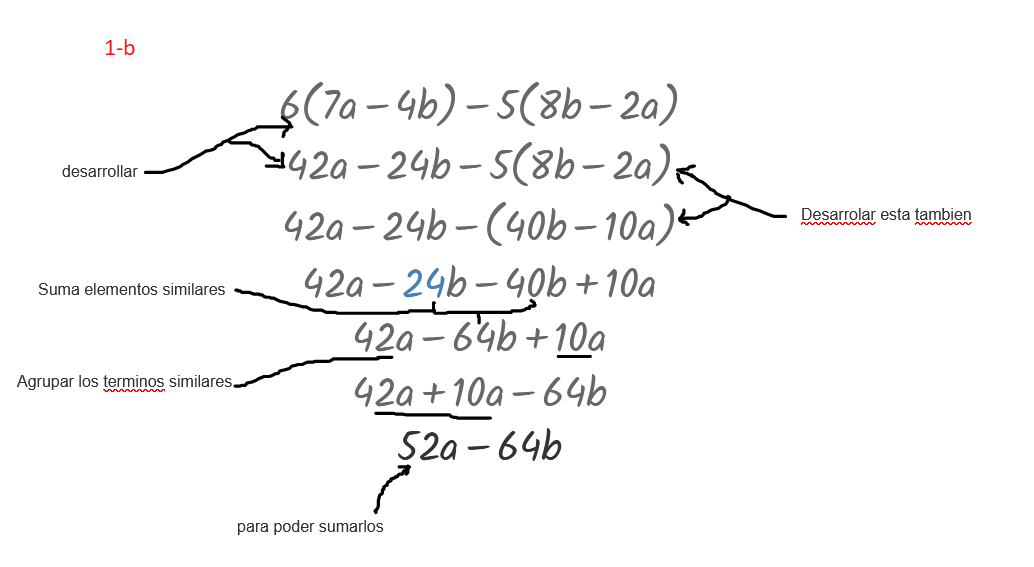 1-b
6(7a – 4b) – 5(8b – 2a)
desarrollar
42a – 24b – 5(8b – 2a)
Desarrolar esta tambien
42a – 24b – (40b – 10a)
Suma elementos similares
42a – 24b – 40b + 10a
42a – 64b + 10a
Agrupar los terminos similares
42a + 10a – 64b
52a – 64b
para poder sumarlos